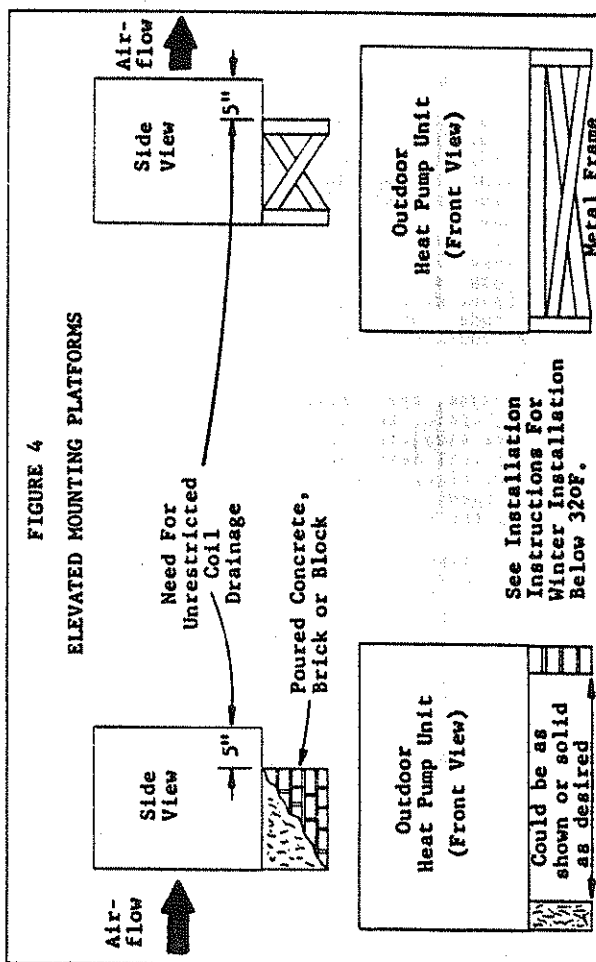 FIGURE 4
ELEVATED MOUNTING PLATFORMS
Air-
flow
Side
View
5"
Need For
Unrestricted
Coil
Drainage
Poured Concrete,
Brick or Block
Side
View
5"
Air-
flow
Outdoor
Heat Pump Unit
(Front View)
Could be as
shown or solid
as desired
See Installation
Instructions For
Winter Installation
Below 32°F.
Outdoor
Heat Pump Unit
(Front View)
Metal Frame